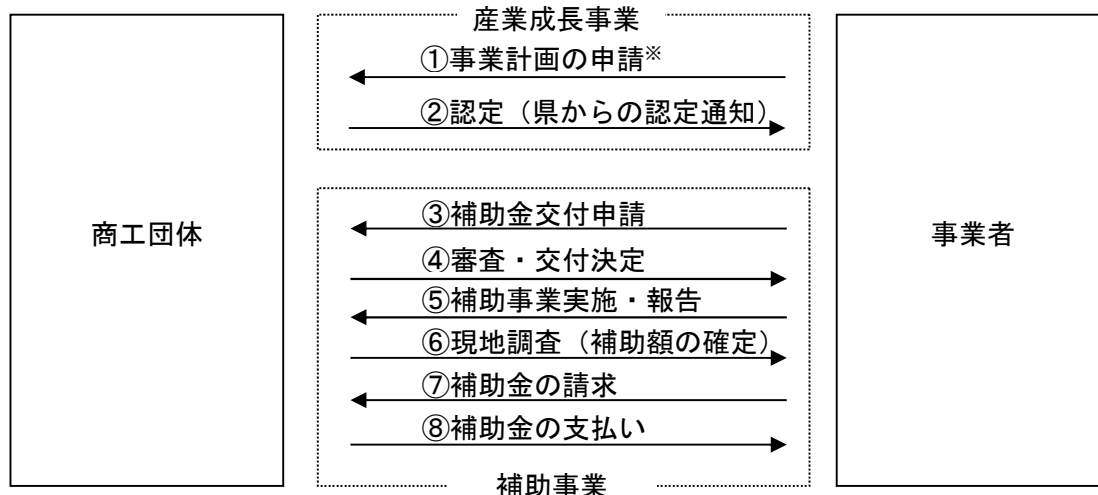 産業成長事業
①事業計画の申請※
②認定（県からの認定通知）
商工団体
③補助金交付申請
④審査・交付決定
⑤補助事業実施・報告
⑥現地調査（補助額の確定）
⑦補助金の請求
⑧補助金の支払い
補助事業
事業者